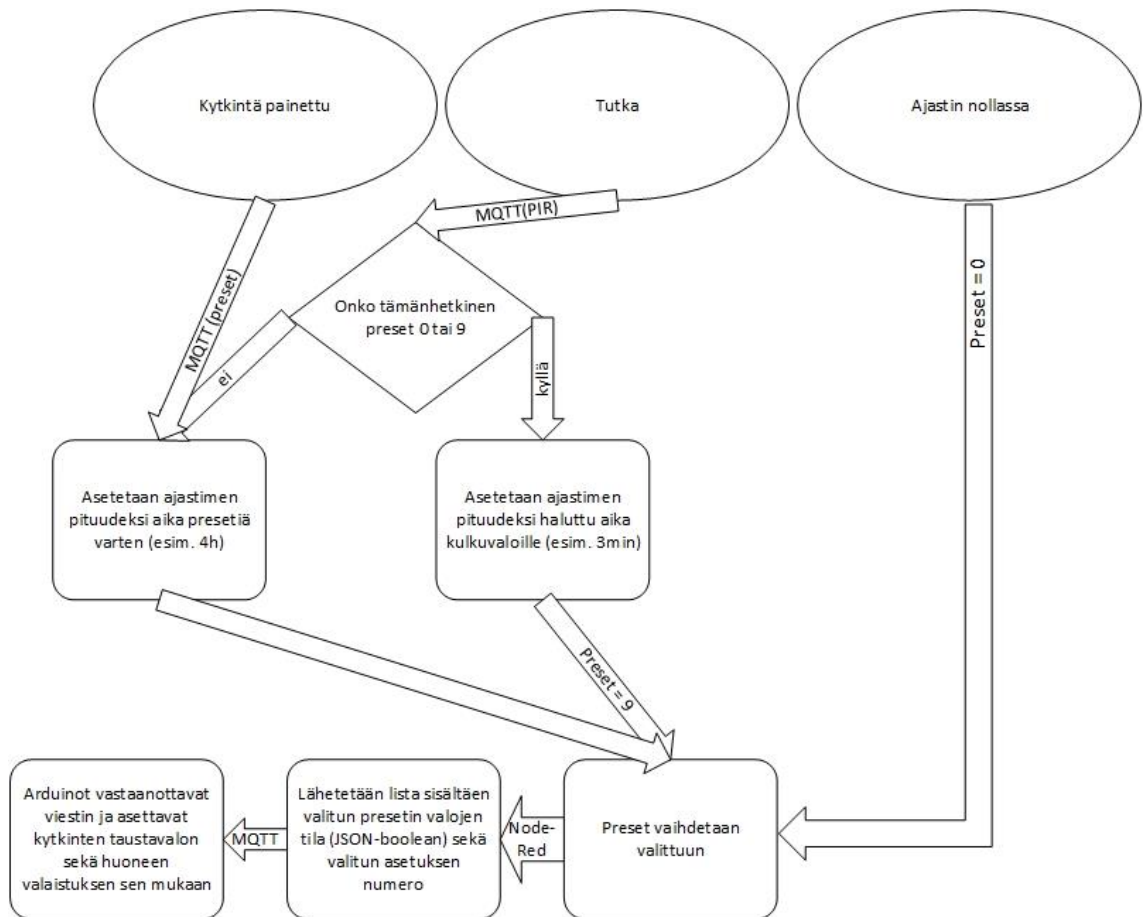 Kytkintä painettu
Tutka
Ajastin nollassa
MQTT(PIR)
MQTT (preset)
Preset = 0
Onko tämänhetkinen
preset 0 tai 9
ei
kyllä
Asetetaan ajastimen
pituudeksi aika presetiä
varten (esim. 4h)
Asetetaan ajastimen
pituudeksi haluttu aika
kulkuvaloille (esim. 3min)
Preset = 9
Arduinot vastaanottavat
viestin ja asettavat
kytkinten taustavalon
sekä huoneen
valaistuksen sen mukaan
MQTT
Lähetetään lista sisältäen
valitun presetin valojen
tila (JSON-boolean) sekä
valitun asetuksen
numero
Node-
Red
Preset vaihdetaan
valittuun